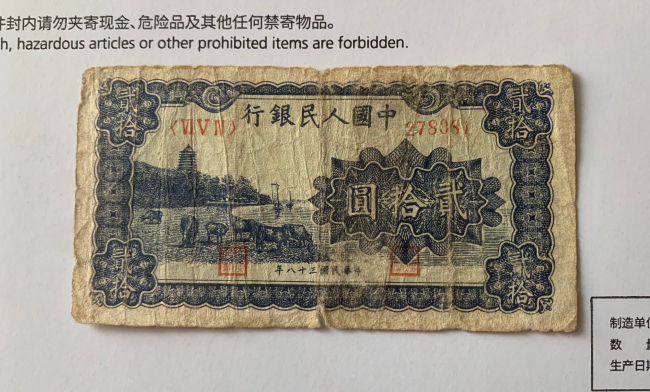 件封内请勿夹寄现金、危险品及其他任何禁寄物品。
h, hazardous articles or other prohibited items are forbidden.
貳拾
貳拾
中國人民銀行
貳拾圓
貳拾
貳拾
中華民國三十八年
制造单位
数 量
生产日期